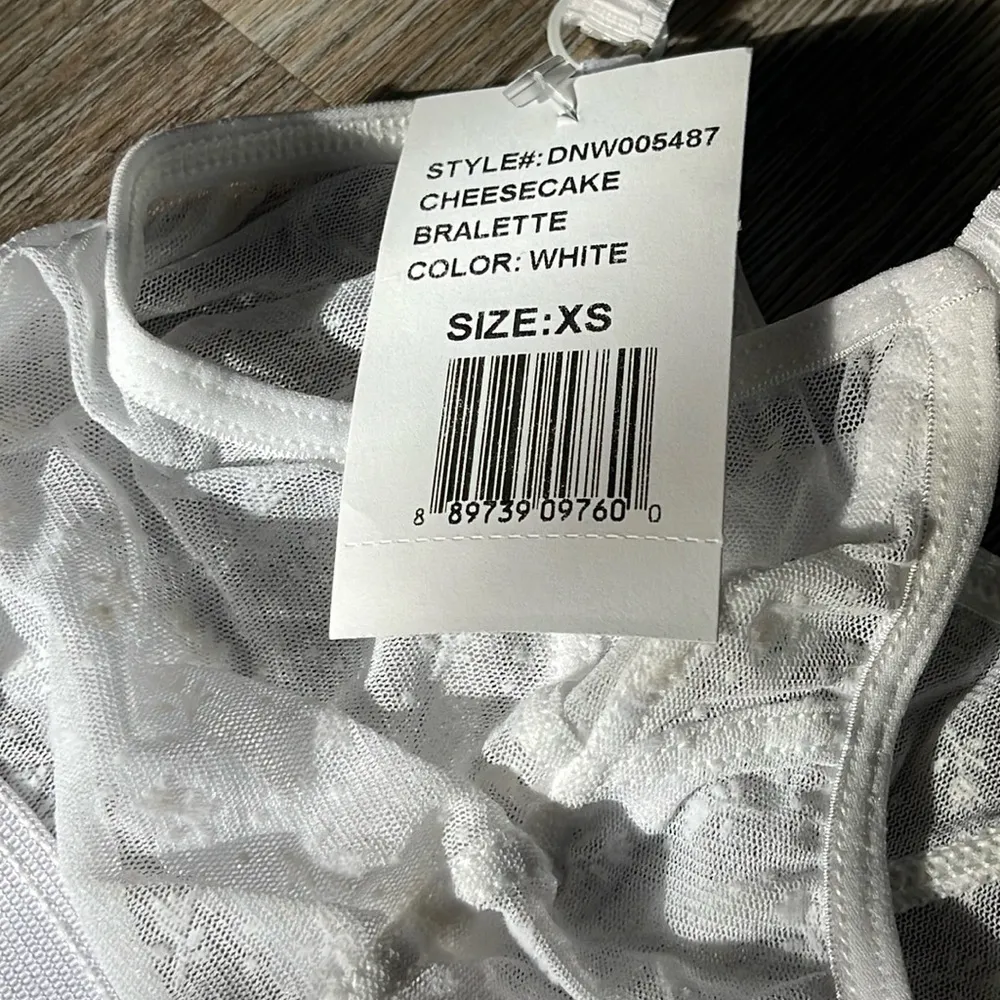 STYLE#: DNW005487
CHEESECAKE
BRALETTE
COLOR: WHITE
SIZE:XS
8 89739 09760 0